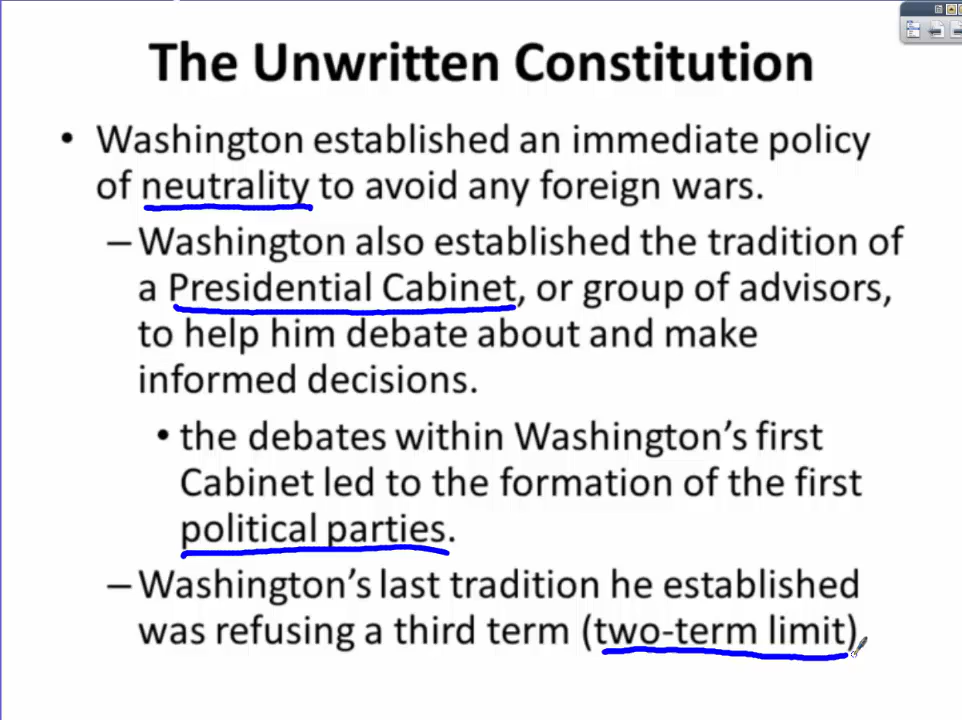 The Unwritten Constitution
• Washington established an immediate policy
of neutrality to avoid any foreign wars.
– Washington also established the tradition of
a Presidential Cabinet, or group of advisors,
to help him debate about and make
informed decisions.
• the debates within Washington’s first
Cabinet led to the formation of the first
political parties.
– Washington’s last tradition he established
was refusing a third term (two-term limit)